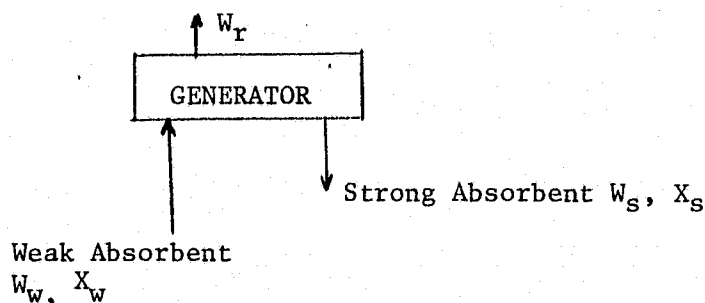 W_r
GENERATOR
Strong Absorbent W_s, X_s
Weak Absorbent
W_w, X_w